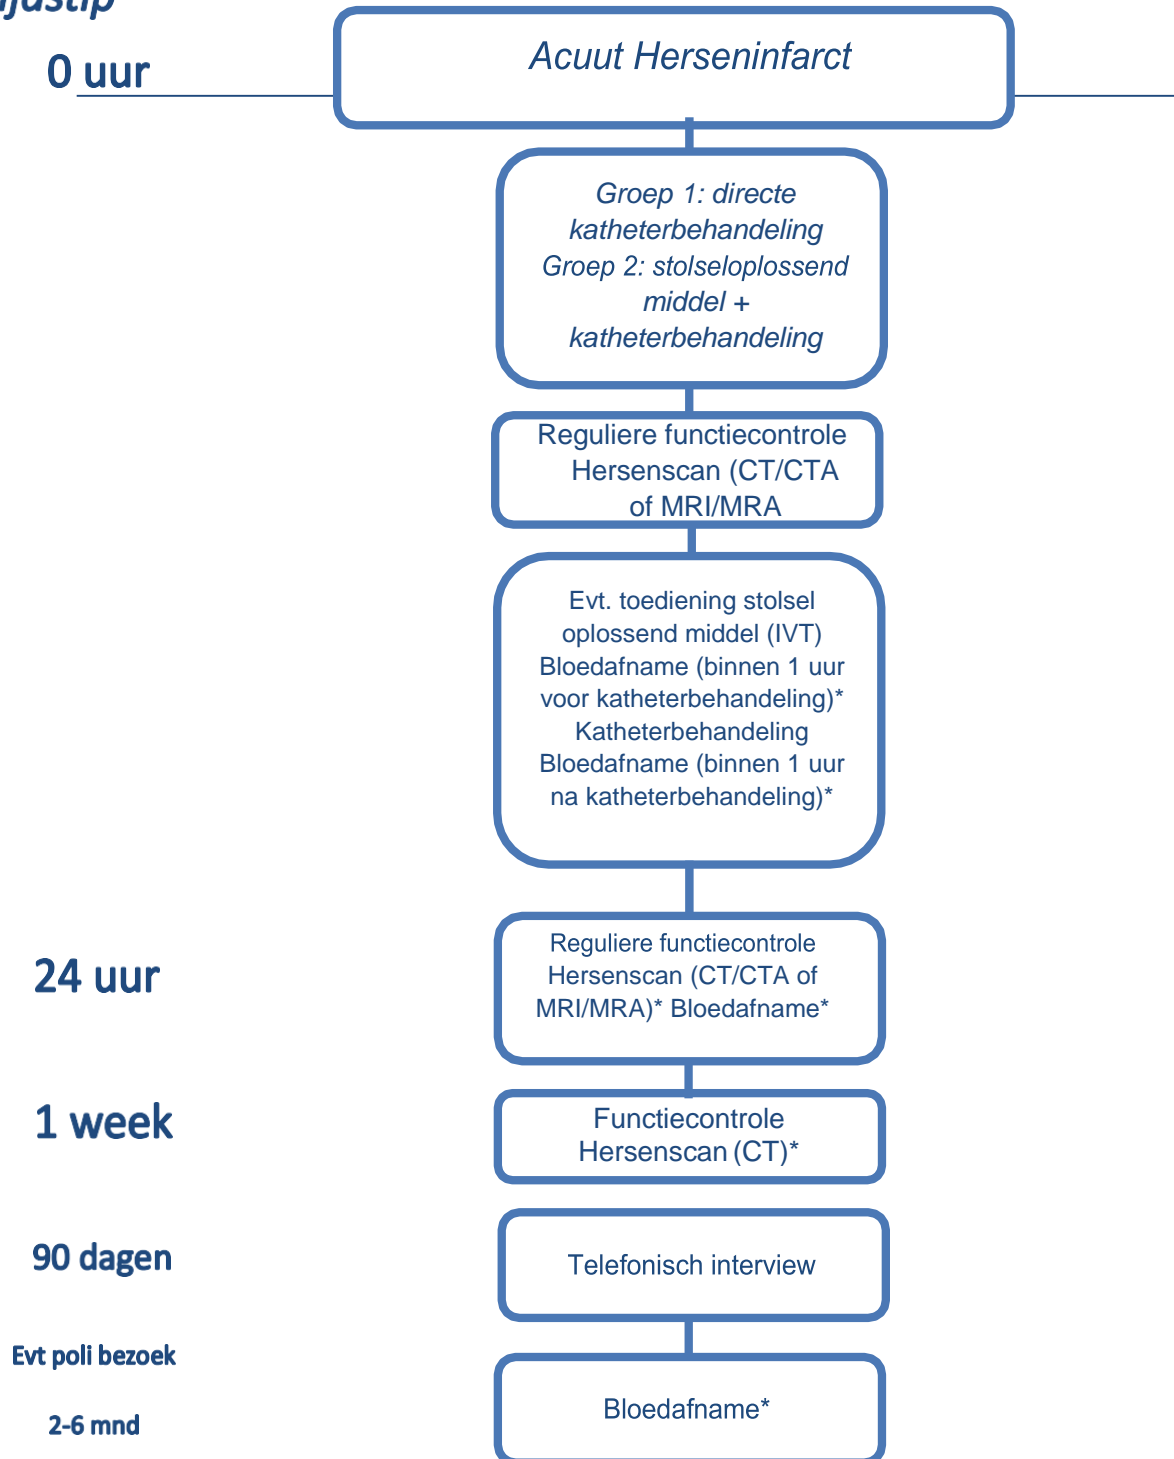 0 uur
Acuut Herseninfarct
Groep 1: directe
katheterbehandeling
Groep 2: stolseloplossend
middel +
katheterbehandeling
Reguliere functiecontrole
Hersenscan (CT/CTA
of MRI/MRA
Evt. toediening stolsel
oplossend middel (IVT)
Bloedafname (binnen 1 uur
voor katheterbehandeling)*
Katheterbehandeling
Bloedafname (binnen 1 uur
na katheterbehandeling)*
24 uur
Reguliere functiecontrole
Hersenscan (CT/CTA of
MRI/MRA)* Bloedafname*
1 week
Functiecontrole
Hersenscan (CT)*
90 dagen
Telefonisch interview
Evt poli bezoek
2-6 mnd
Bloedafname*